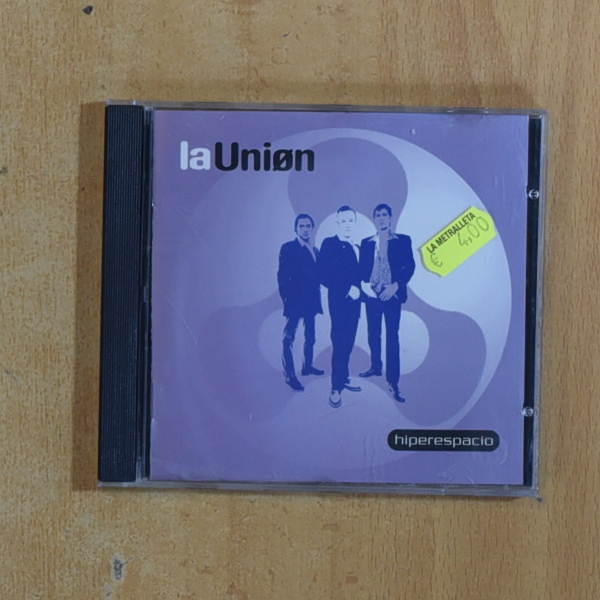 laUniøn
LA METRALLETA
€ 4,00
hiperespacio